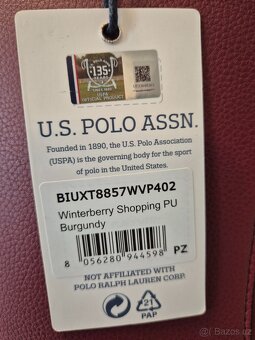 135
OFFICIAL PRODUCT
U.S. POLO ASSN.
Founded in 1890, the U.S. Polo Association
(USPA) is the governing body for the sport
of polo in the United States.
BIUXT8857WVP402
Winterberry Shopping PU
Burgundy
8 056280 944598 PZ
NOT AFFILIATED WITH
POLO RALPH LAUREN CORP.
21
PAP